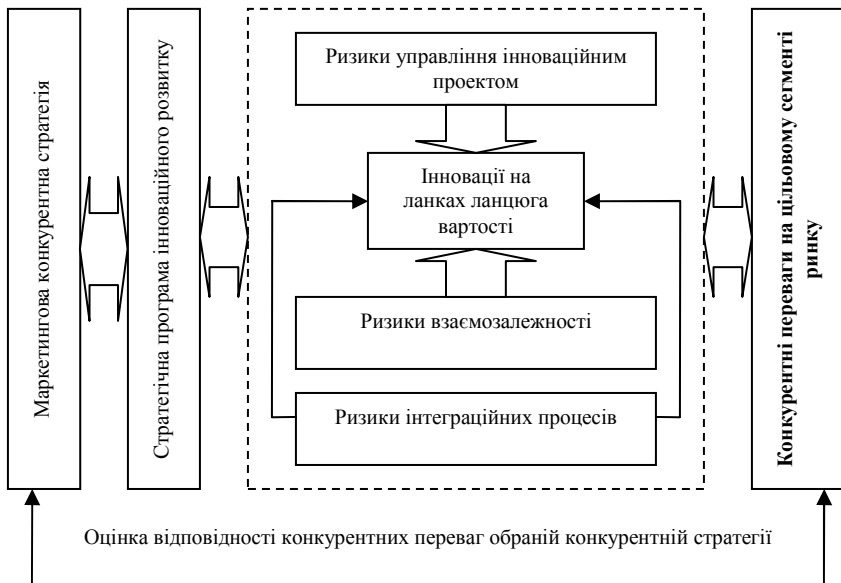 Маркетингова конкурентна стратегія
Стратегічна програма інноваційного розвитку
Ризики управління інноваційним
проектом
Інновації на
ланках ланцюга
вартості
Ризики взаємозалежності
Ризики інтеграційних процесів
Конкурентні переваги на цільовому сегменті
ринку
Оцінка відповідності конкурентних переваг обраній конкурентній стратегії